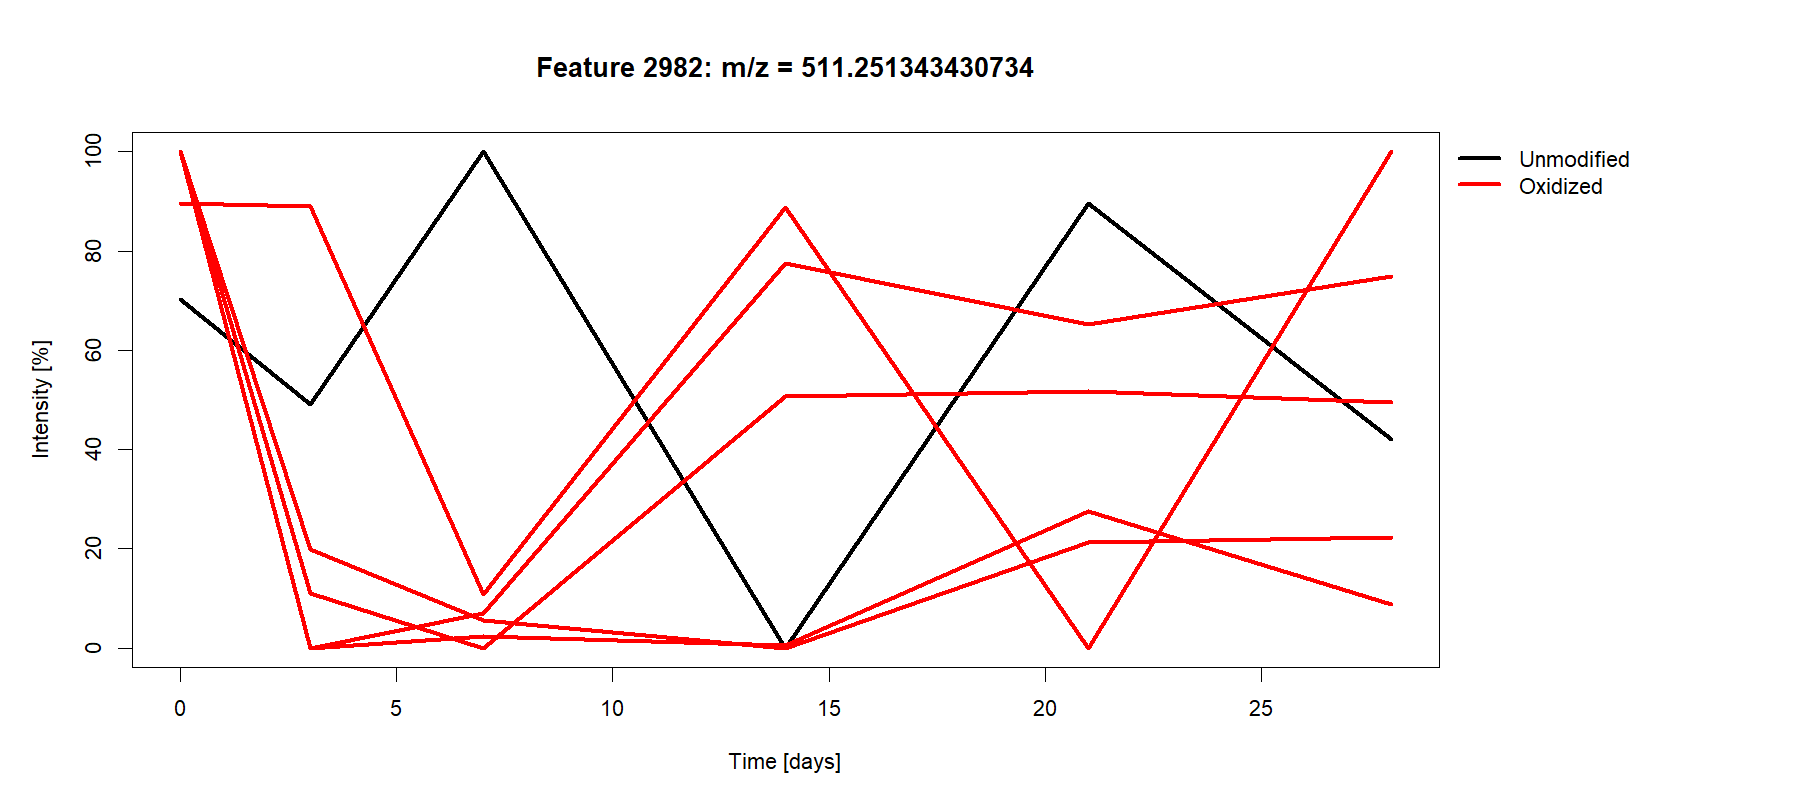 Feature 2982: m/z = 511.251343430734
Unmodified
Oxidized
100
80
60
40
20
0
Intensity [%]
0 5 10 15 20 25
Time [days]